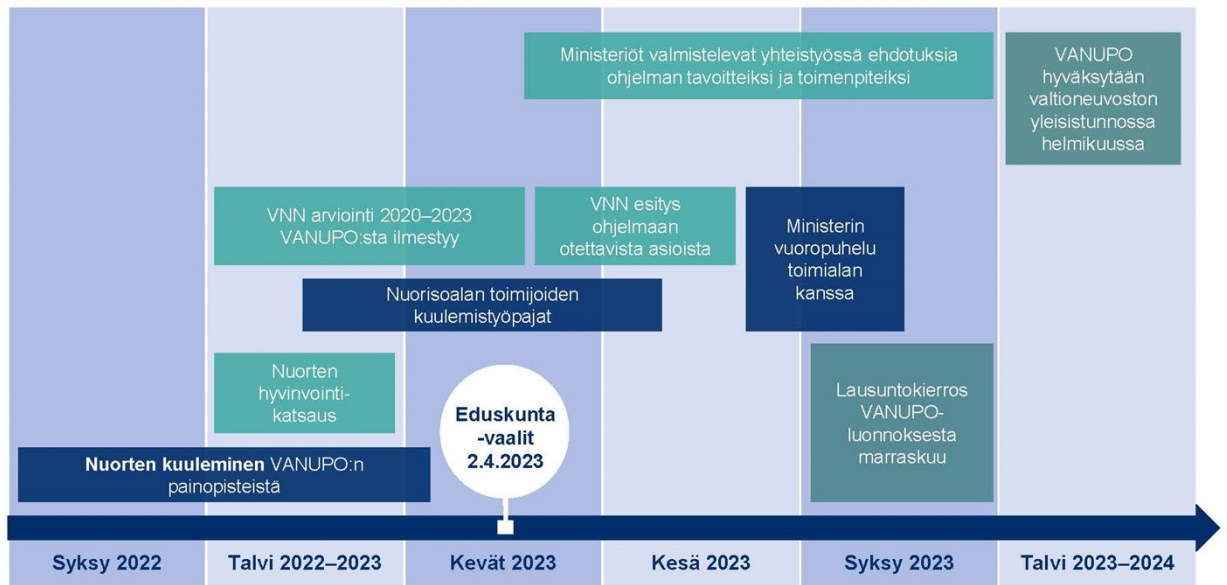 Ministeriöt valmistelevat yhteistyössä ehdotuksia
ohjelman tavoitteiksi ja toimenpiteiksi
VANUPO
hyväksytään
valtioneuvoston
yleisistunnossa
helmikuussa
VNN arviointi 2020–2023
VANUPO:sta ilmestyy
VNN esitys
ohjelmaan
otettavista asioista
Ministerin
vuoropuhelu
toimialan
kanssa
Nuorisoalan toimijoiden
kuulemistyöpajat
Nuorten
hyvinvointi-
katsaus
Eduskunta
-vaalit
2.4.2023
Lausuntokierros
VANUPO-
luonnoksesta
marraskuu
Nuorten kuuleminen VANUPO:n
painopisteistä
Syksy 2022
Talvi 2022–2023
Kevät 2023
Kesä 2023
Syksy 2023
Talvi 2023–2024